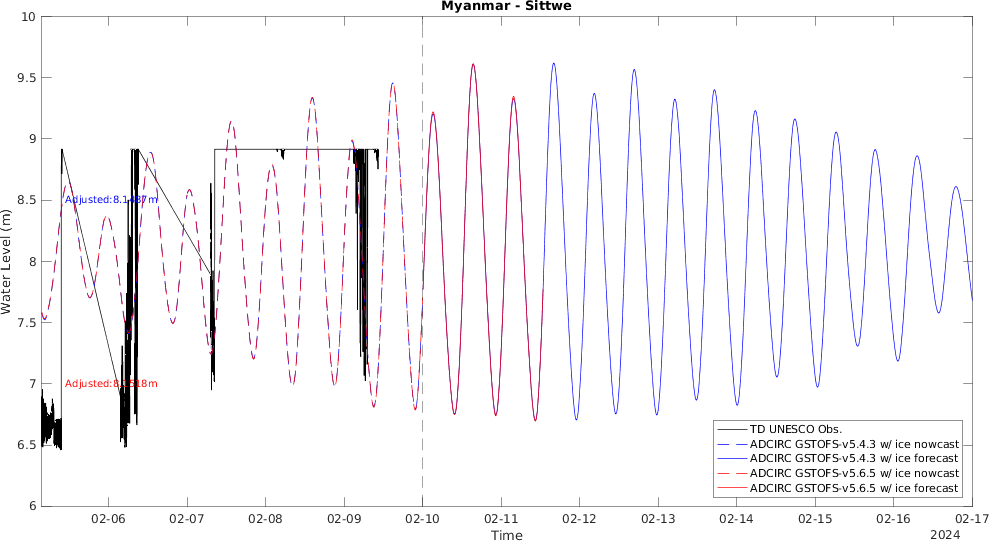 Myanmar - Sittwe
10
9.5
9
8.5
8
7.5
7
6.5
6
Water Level (m)
Adjusted:8.1487m
Adjusted:8.1518m
TD UNESCO Obs.
ADCIRC GSTOFS-v5.4.3 w/ ice nowcast
ADCIRC GSTOFS-v5.4.3 w/ ice forecast
ADCIRC GSTOFS-v5.6.5 w/ ice nowcast
ADCIRC GSTOFS-v5.6.5 w/ ice forecast
02-06 02-07 02-08 02-09 02-10 02-11 02-12 02-13 02-14 02-15 02-16 02-17
Time
2024